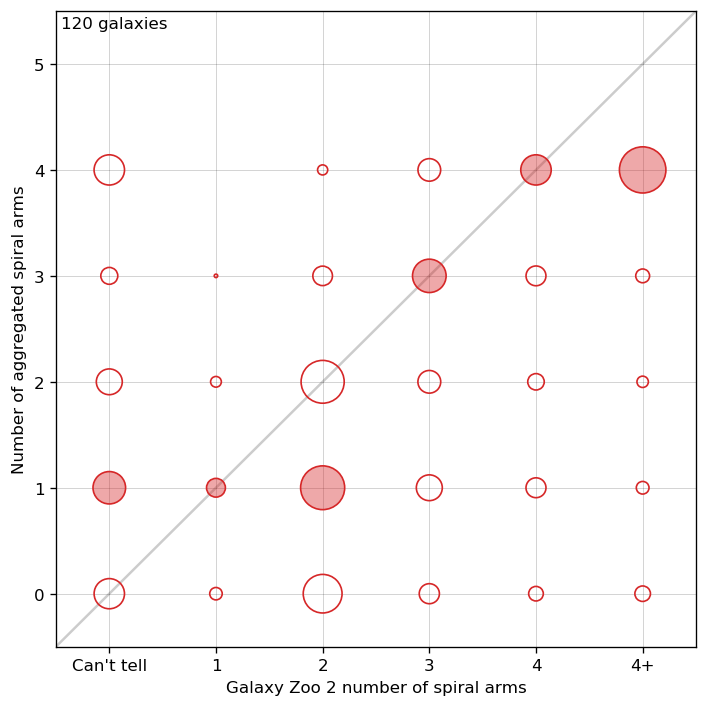 120 galaxies
5
4
3
2
1
0
Number of aggregated spiral arms
Can't tell 1 2 3 4 4+
Galaxy Zoo 2 number of spiral arms